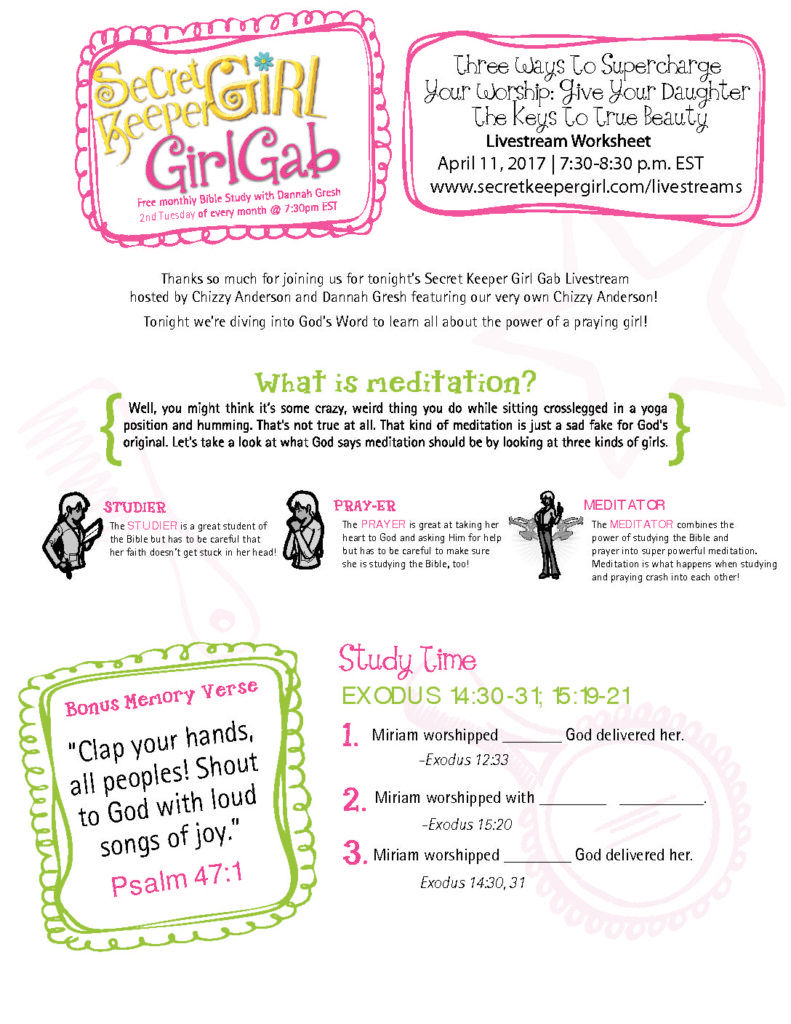 Secret
Keeper GiRL
GirlGab
Free monthly Bible Study with Dannah Gresh
2nd Tuesday of every month @ 7:30pm EST
Three Ways To Supercharge
Your Worship: Give Your Daughter
The Keys To True Beauty
Livestream Worksheet
April 11, 2017 | 7:30-8:30 p.m. EST
www.secretkeepergirl.com/livestreams
Thanks so much for joining us for tonight's Secret Keeper Girl Gab Livestream
hosted by Chizzy Anderson and Dannah Gresh featuring our very own Chizzy Anderson!
Tonight we're diving into God's Word to learn all about the power of a praying girl!
What is meditation?
Well, you might think it's some crazy, weird thing you do while sitting crosslegged in a yoga
position and humming. That's not true at all. That kind of meditation is just a sad fake for God's
original. Let's take a look at what God says meditation should be by looking at three kinds of girls.
STUDIER
The STUDIER is a great student of
the Bible but has to be careful that
her faith doesn't get stuck in her head!
PRAY-ER
The PRAYER is great at taking her
heart to God and asking Him for help
but has to be careful to make sure
she is studying the Bible, too!
MEDITATOR
The MEDITATOR combines the
power of studying the Bible and
prayer into super powerful meditation.
Meditation is what happens when studying
and praying crash into each other!
Bonus Memory Verse
"Clap your hands,
all peoples! Shout
to God with loud
songs of joy."
Psalm 47:1
Study Time
EXODUS 14:30-31; 15:19-21
1. Miriam worshipped _______ God delivered her.
-Exodus 12:33
2. Miriam worshipped with ________ __________.
-Exodus 15:20
3. Miriam worshipped ________ God delivered her.
Exodus 14:30, 31